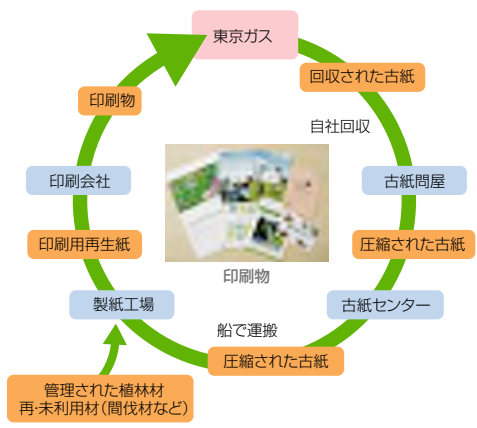 東京ガス
回収された古紙
自社回収
古紙問屋
圧縮された古紙
古紙センター
圧縮された古紙
船で運搬
製紙工場
管理された植林材
再・未利用材（間伐材など）
印刷用再生紙
印刷会社
印刷物
印刷物